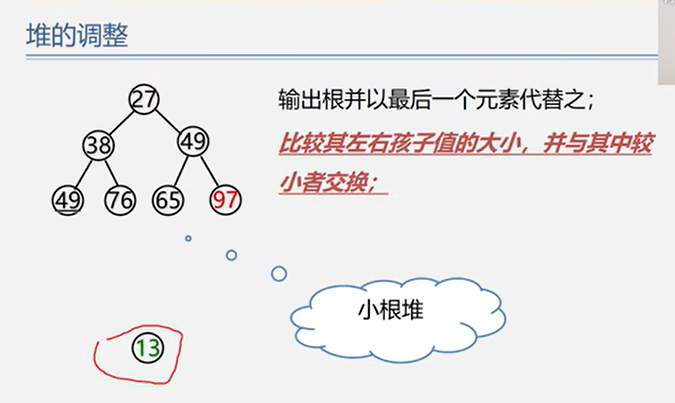 堆的调整
27
38 49
49 76 65 97
输出根并以最后一个元素代替之；
比较其左右孩子值的大小，并与其中较
小者交换；
小根堆
13